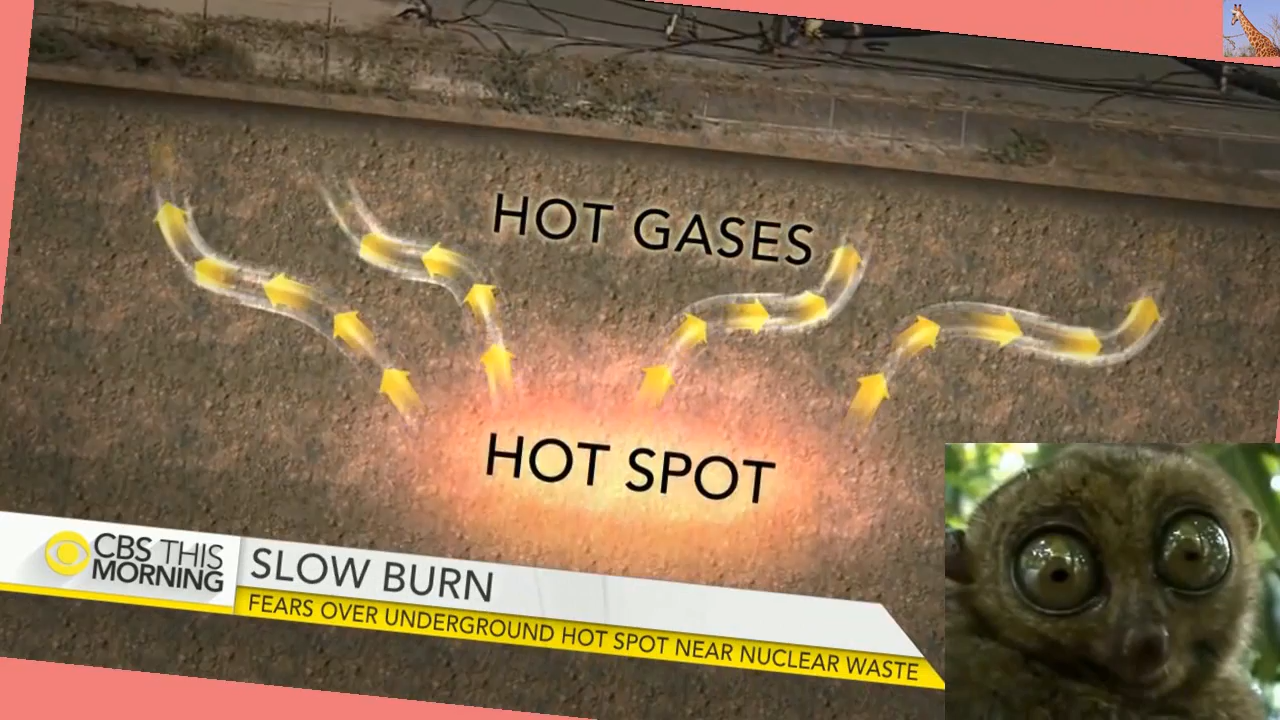 HOT GASES
HOT SPOT
CBS THIS
MORNING
SLOW BURN
FEARS OVER UNDERGROUND HOT SPOT NEAR NUCLEAR WASTE